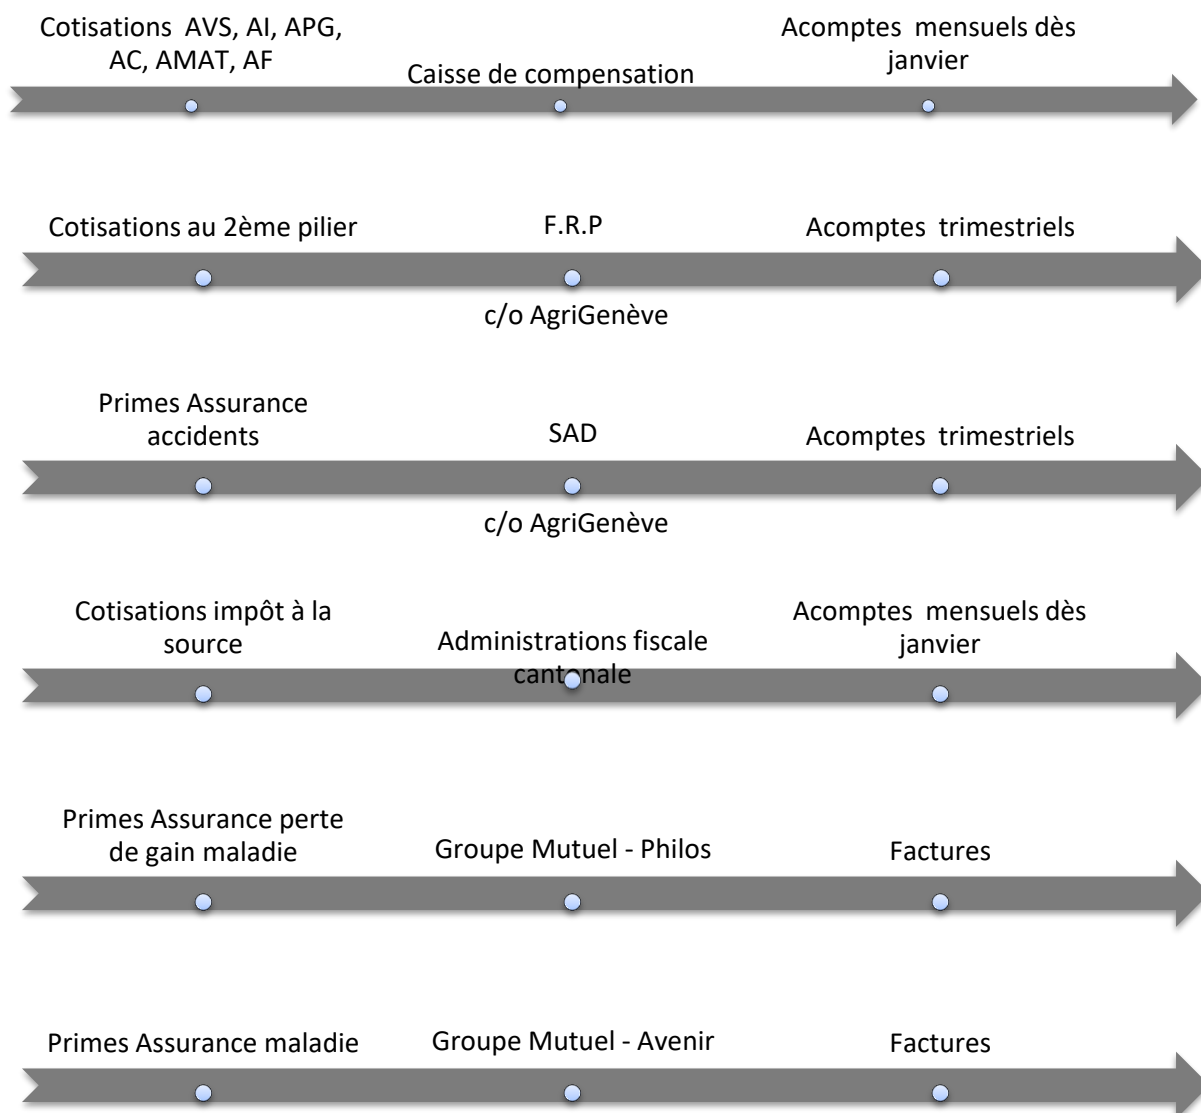 Cotisations AVS, AI, APG,
AC, AMAT, AF
Caisse de compensation
Acomptes mensuels dès
janvier
Cotisations au 2ème pilier
F.R.P
c/o AgriGenève
Acomptes trimestriels
Primes Assurance
accidents
SAD
c/o AgriGenève
Acomptes trimestriels
Cotisations impôt à la
source
Administrations fiscale
cantonale
Acomptes mensuels dès
janvier
Primes Assurance perte
de gain maladie
Groupe Mutuel - Philos
Factures
Primes Assurance maladie
Groupe Mutuel - Avenir
Factures